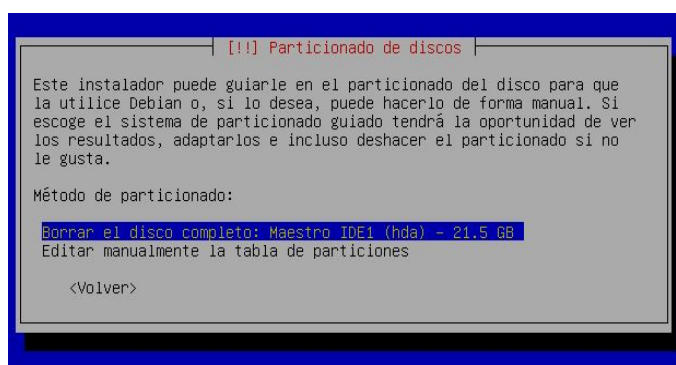 [!!] Particionado de discos
Este instalador puede guiarle en el particionado del disco para que
la utilice Debian o, si lo desea, puede hacerlo de forma manual. Si
escoge el sistema de particionado guiado tendrá la oportunidad de ver
los resultados, adaptarlos e incluso deshacer el particionado si no
le gusta.
Método de particionado:
Borrar el disco completo: Maestro IDE1 (hda) – 21.5 GB
Editar manualmente la tabla de particiones
<Volver>